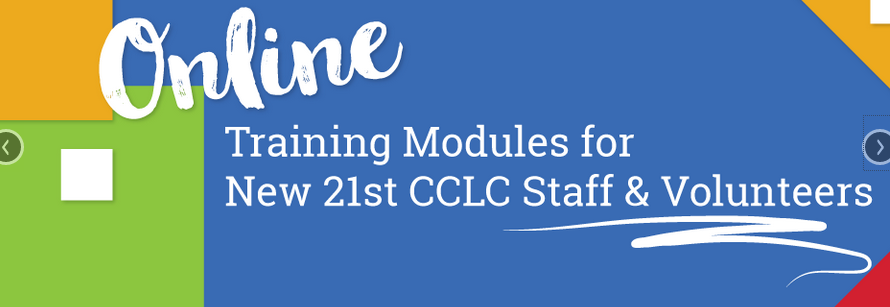 Online
Training Modules for
New 21st CCLC Staff & Volunteers